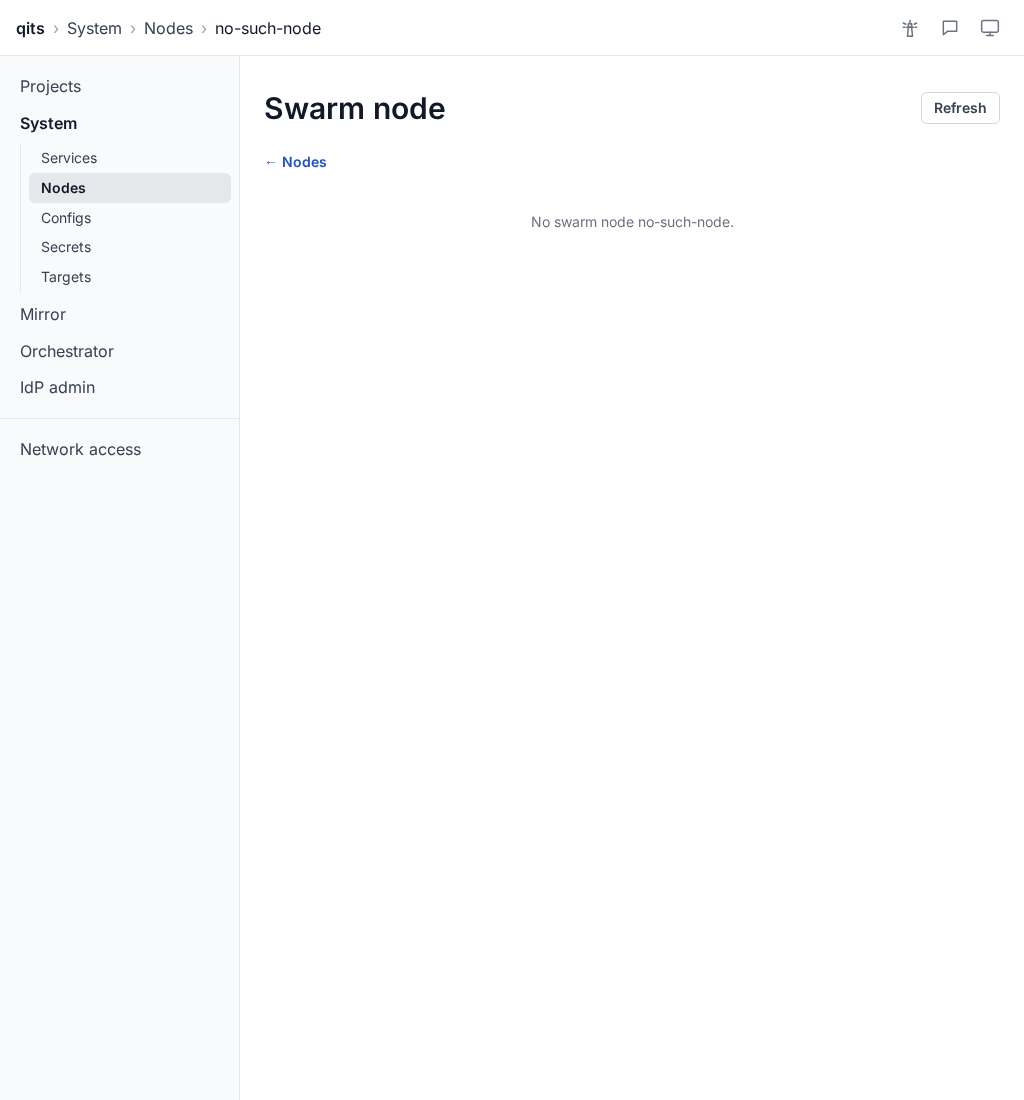 qits › System › Nodes › no-such-node
Projects
System
Services
Nodes
Configs
Secrets
Targets
Mirror
Orchestrator
IdP admin
Network access
Swarm node
Refresh
← Nodes
No swarm node no-such-node.